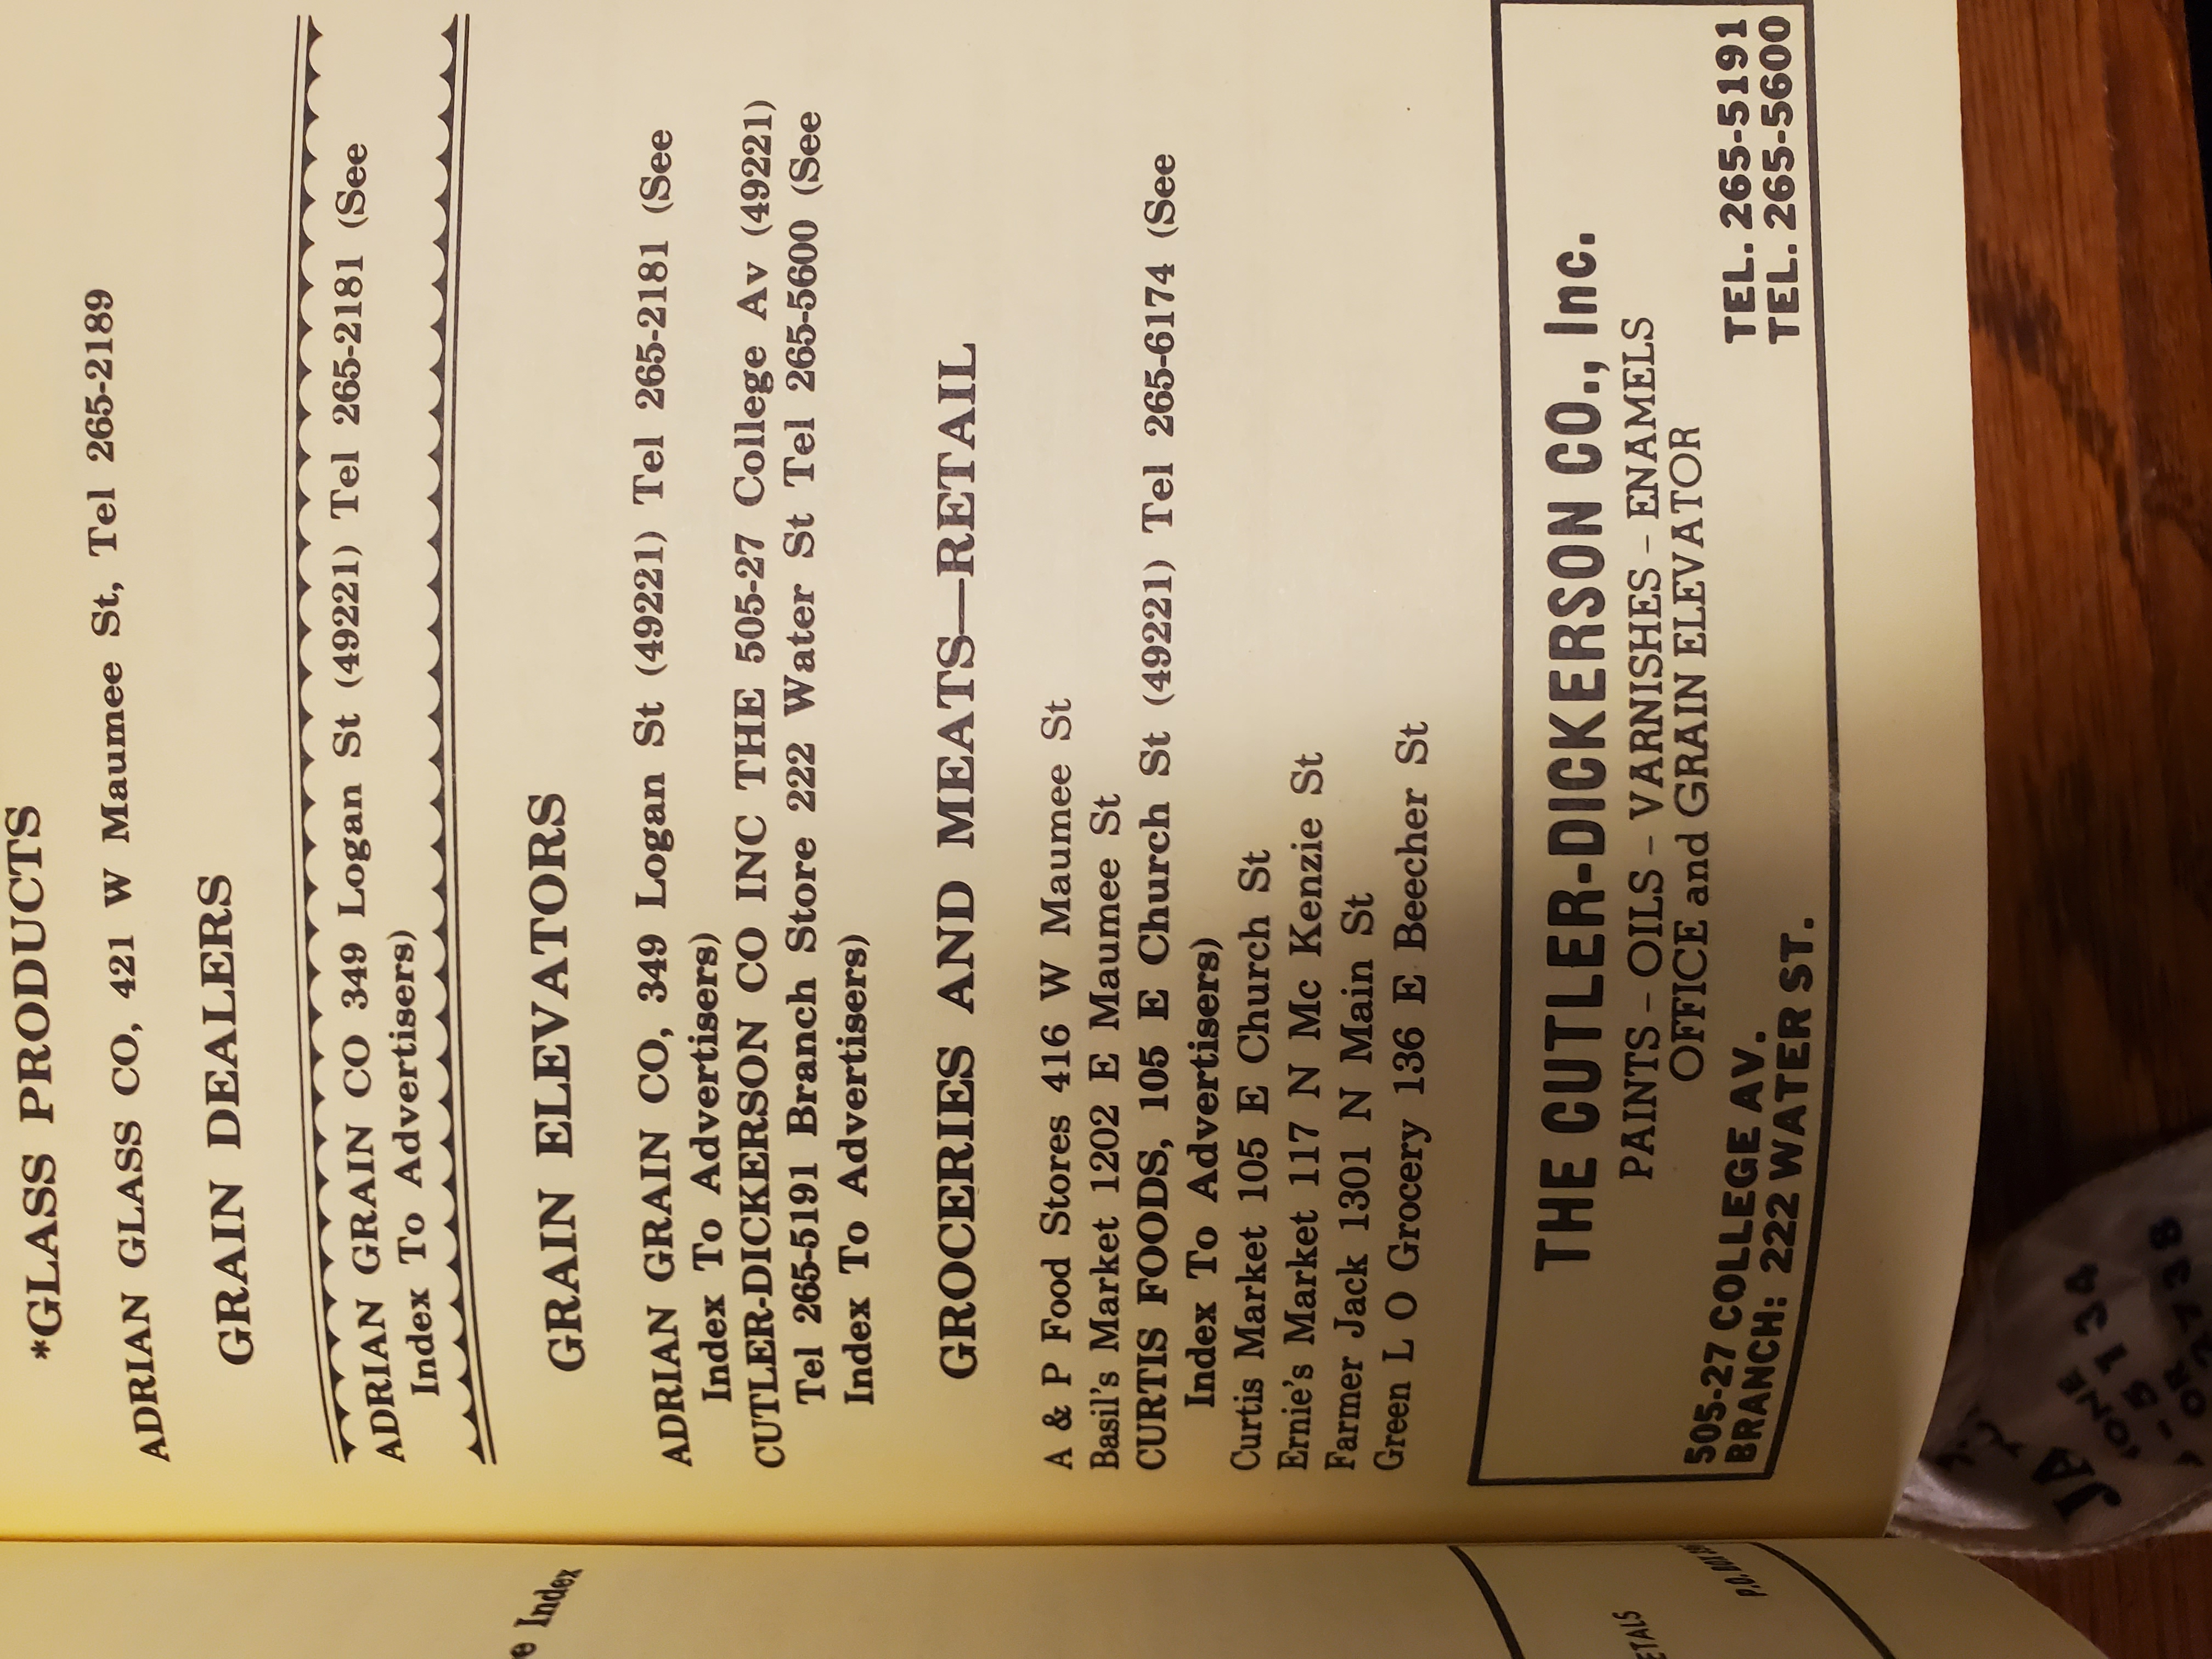 *GLASS PRODUCTS
ADRIAN GLASS CO, 421 W Maumee St, Tel 265-2189
GRAIN DEALERS
ADRIAN GRAIN CO 349 Logan St (49221) Tel 265-2181 (See
Index To Advertisers)
GRAIN ELEVATORS
ADRIAN GRAIN CO, 349 Logan St (49221) Tel 265-2181 (See
Index To Advertisers)
CUTLER-DICKERSON CO INC THE 505-27 College Av (49221)
Tel 265-5191 Branch Store 222 Water St Tel 265-5600 (See
Index To Advertisers)
GROCERIES AND MEATS—RETAIL
A & P Food Stores 416 W Maumee St
Basil's Market 1202 E Maumee St
CURTIS FOODS, 105 E Church St (49221) Tel 265-6174 (See
Index To Advertisers)
Curtis Market 105 E Church St
Ernie's Market 117 N Mc Kenzie St
Farmer Jack 1301 N Main St
Green L O Grocery 136 E Beecher St
THE CUTLER-DICKERSON CO., Inc.
PAINTS – OILS – VARNISHES – ENAMELS
OFFICE and GRAIN ELEVATOR
505-27 COLLEGE AV. TEL. 265-5191
BRANCH: 222 WATER ST. TEL. 265-5600
Index
P.O. BOX